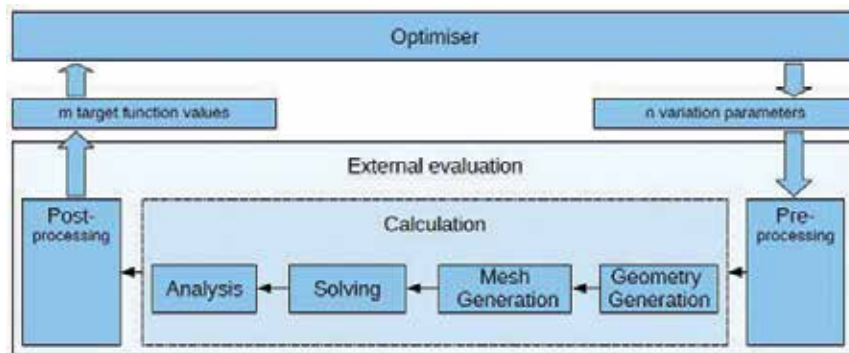 Optimiser
m target function values
n variation parameters
External evaluation
Post-
processing
Calculation
Pre-
processing
Analysis
Solving
Mesh
Generation
Geometry
Generation